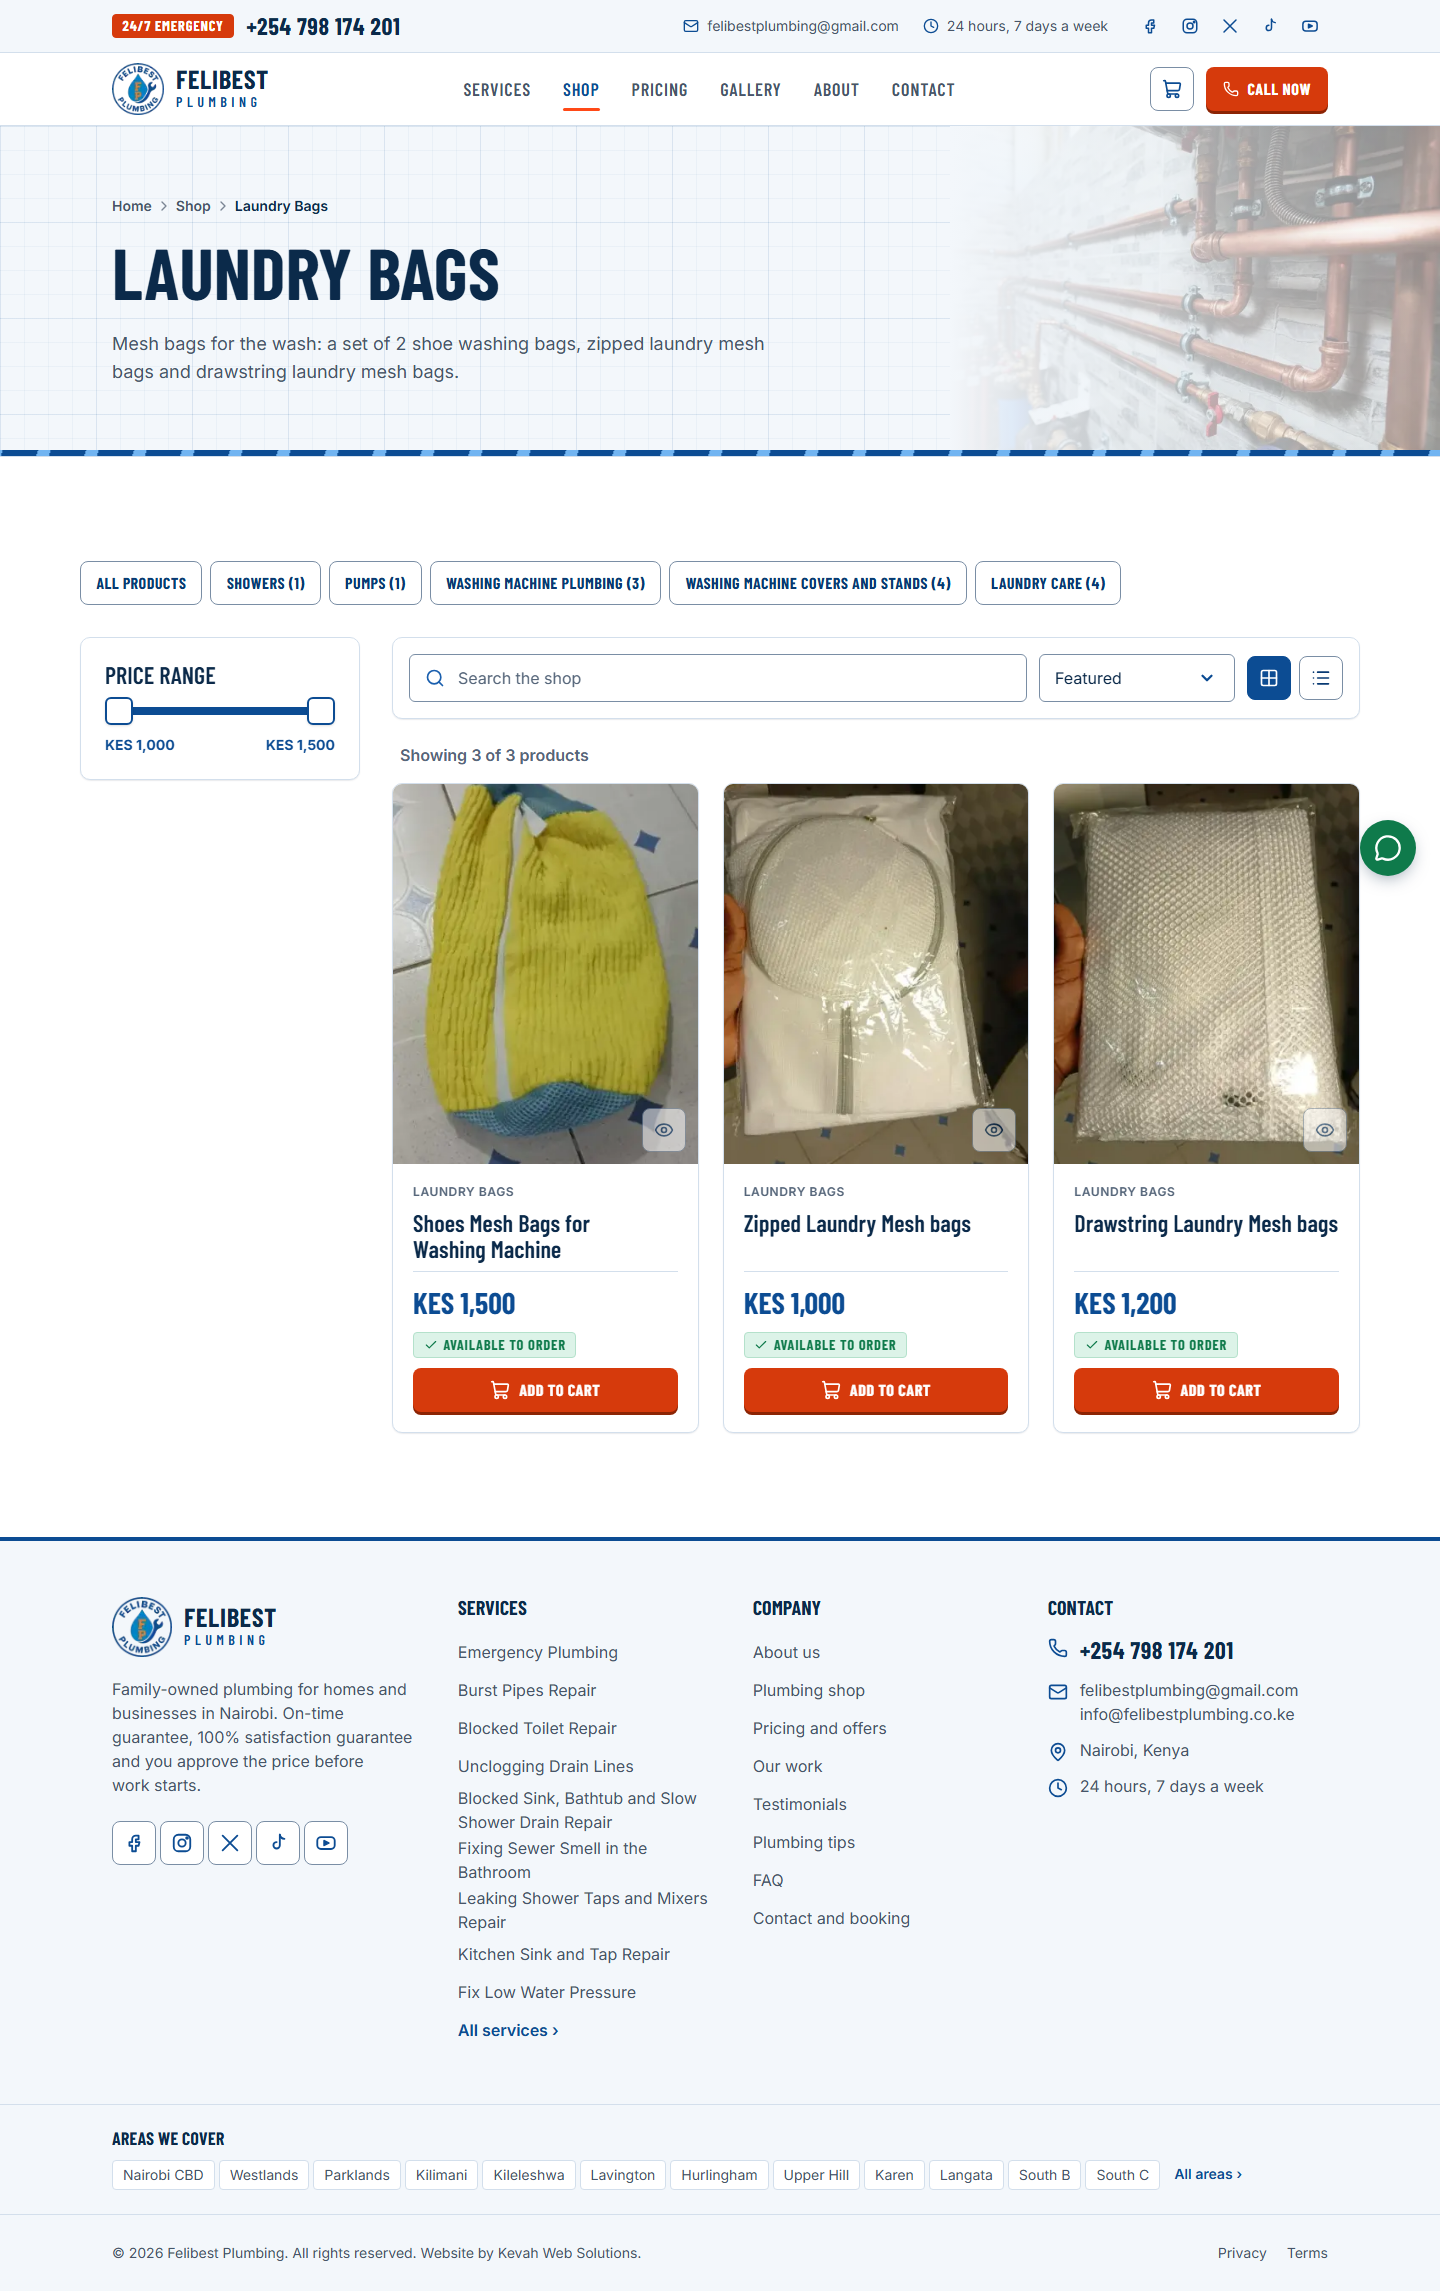 24/7 EMERGENCY +254 798 174 201 felibestplumbing@gmail.com 24 hours, 7 days a week
FELIBEST
PLUMBING
SERVICES SHOP PRICING GALLERY ABOUT CONTACT
CALL NOW
Home > Shop > Laundry Bags
LAUNDRY BAGS
Mesh bags for the wash: a set of 2 shoe washing bags, zipped laundry mesh
bags and drawstring laundry mesh bags.
ALL PRODUCTS SHOWERS (1) PUMPS (1) WASHING MACHINE PLUMBING (3) WASHING MACHINE COVERS AND STANDS (4) LAUNDRY CARE (4)
PRICE RANGE
KES 1,000 KES 1,500
Search the shop Featured
Showing 3 of 3 products
LAUNDRY BAGS
Shoes Mesh Bags for
Washing Machine
KES 1,500
AVAILABLE TO ORDER
ADD TO CART
LAUNDRY BAGS
Zipped Laundry Mesh bags
KES 1,000
AVAILABLE TO ORDER
ADD TO CART
LAUNDRY BAGS
Drawstring Laundry Mesh bags
KES 1,200
AVAILABLE TO ORDER
ADD TO CART
FELIBEST
PLUMBING
Family-owned plumbing for homes and
businesses in Nairobi. On-time
guarantee, 100% satisfaction guarantee
and you approve the price before
work starts.
SERVICES
Emergency Plumbing
Burst Pipes Repair
Blocked Toilet Repair
Unclogging Drain Lines
Blocked Sink, Bathtub and Slow
Shower Drain Repair
Fixing Sewer Smell in the
Bathroom
Leaking Shower Taps and Mixers
Repair
Kitchen Sink and Tap Repair
Fix Low Water Pressure
All services ›
COMPANY
About us
Plumbing shop
Pricing and offers
Our work
Testimonials
Plumbing tips
FAQ
Contact and booking
CONTACT
+254 798 174 201
felibestplumbing@gmail.com
info@felibestplumbing.co.ke
Nairobi, Kenya
24 hours, 7 days a week
AREAS WE COVER
Nairobi CBD Westlands Parklands Kilimani Kileleshwa Lavington Hurlingham Upper Hill Karen Langata South B South C All areas ›
© 2026 Felibest Plumbing. All rights reserved. Website by Kevah Web Solutions. Privacy Terms